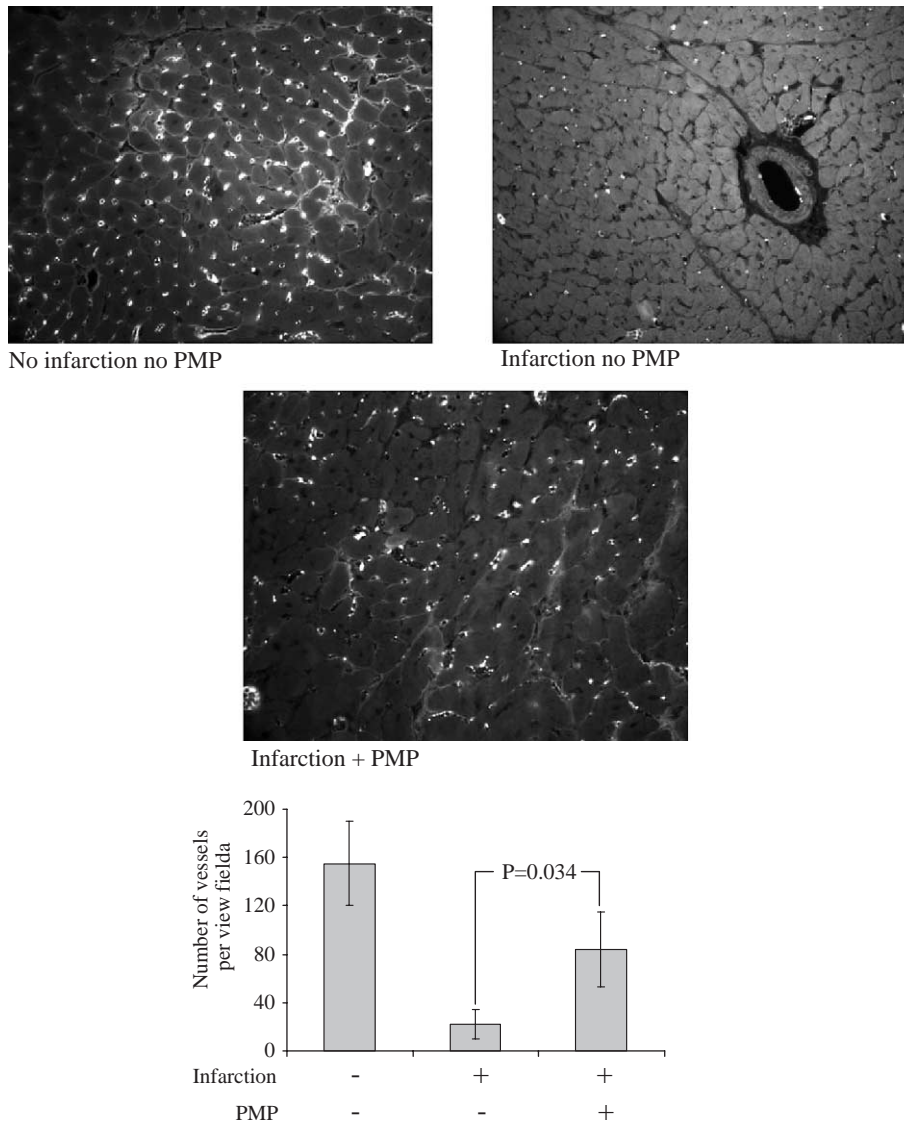 No infarction no PMP
Infarction no PMP
Infarction + PMP
Number of vessels
per view fielda
200
160
120
80
40
0
P=0.034
Infarction - + +
PMP - - +